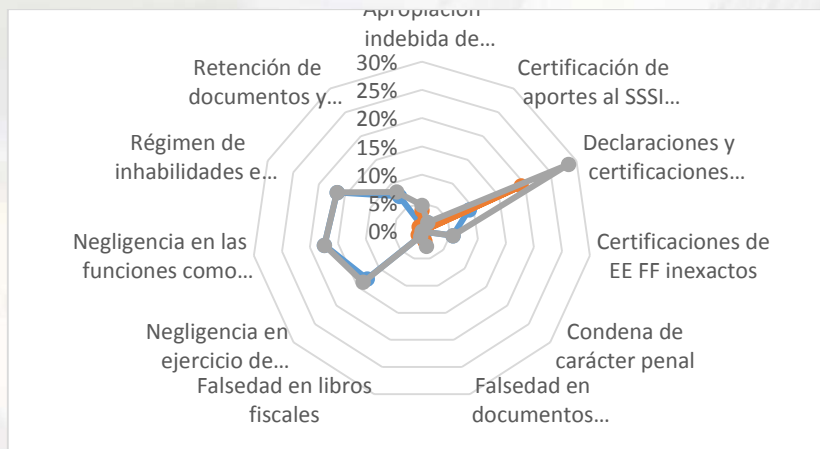 Apropiación
indebida de...
30%
25%
20%
15%
10%
5%
0%
Certificación de
aportes al SSSI...
Declaraciones y
certificaciones...
Certificaciones de
EE FF inexactos
Condena de
carácter penal
Falsedad en
documentos...
Falsedad en libros
fiscales
Negligencia en
ejercicio de...
Negligencia en las
funciones como...
Régimen de
inhabilidades e...
Retención de
documentos y...